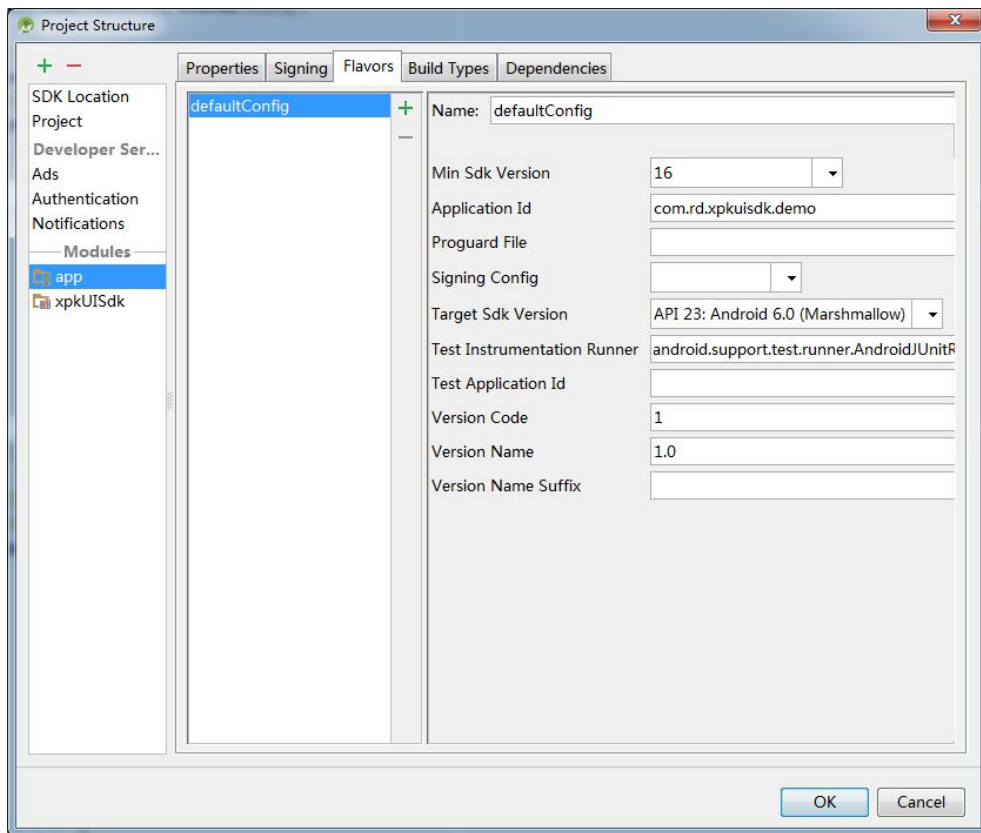 Project Structure
Properties Signing Flavors Build Types Dependencies
SDK Location
Project
Developer Ser...
Ads
Authentication
Notifications
Modules
app
xpkUISdk
defaultConfig
Name: defaultConfig
Min Sdk Version 16
Application Id com.rd.xpkuisdk.demo
Proguard File
Signing Config
Target Sdk Version API 23: Android 6.0 (Marshmallow)
Test Instrumentation Runner android.support.test.runner.AndroidJUnitR
Test Application Id
Version Code 1
Version Name 1.0
Version Name Suffix
OK Cancel